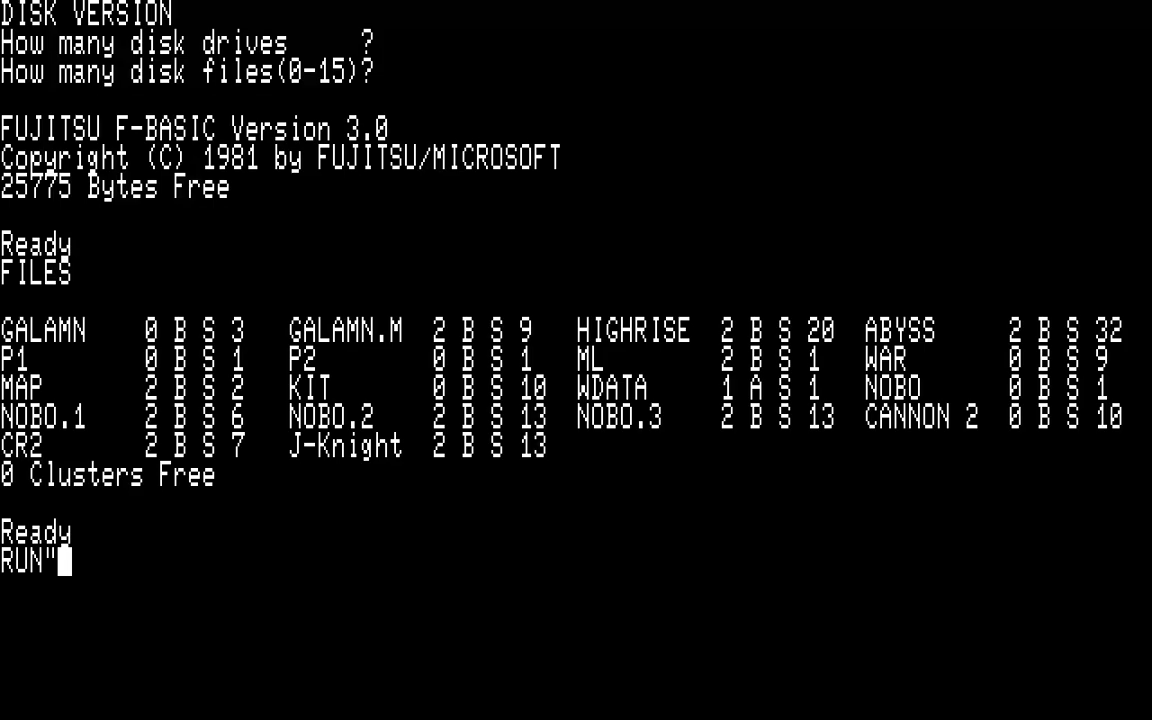 DISK VERSION
How many disk drives     ?
How many disk files(0-15)?
FUJITSU F-BASIC Version 3.0
Copyright (C) 1981 by FUJITSU/MICROSOFT
25775 Bytes Free
Ready
FILES
GALAMN    0 B S 3   GALAMN.M  2 B S 9   HIGHRISE  2 B S 20  ABYSS     2 B S 32
P1        0 B S 1   P2        0 B S 1   ML        2 B S 1   WAR       0 B S 9
MAP       2 B S 2   KIT       0 B S 10  WDATA     1 A S 1   NOBO      0 B S 1
NOBO.1    2 B S 6   NOBO.2    2 B S 13  NOBO.3    2 B S 13  CANNON 2  0 B S 10
CR2       2 B S 7   J-Knight  2 B S 13
0 Clusters Free
Ready
RUN"